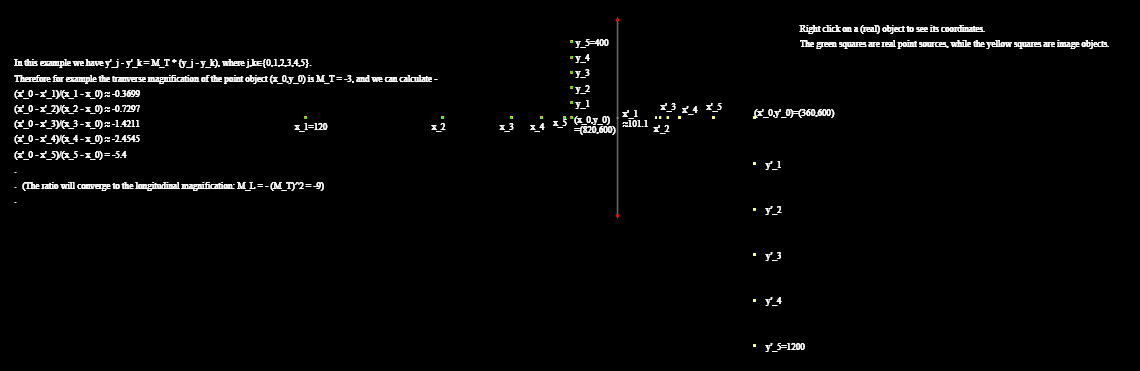 Right click on a (real) object to see its coordinates.
The green squares are real point sources, while the yellow squares are image objects.
In this example we have y'_j - y'_k = M_T * (y_j - y_k), where j,k∈{0,1,2,3,4,5}.
Therefore for example the tranverse magnification of the point object (x_0,y_0) is M_T = -3, and we can calculate -
(x'_0 - x'_1)/(x_1 - x_0) ≈ -0.3699
(x'_0 - x'_2)/(x_2 - x_0) ≈ -0.7297
(x'_0 - x'_3)/(x_3 - x_0) ≈ -1.4211
(x'_0 - x'_4)/(x_4 - x_0) ≈ -2.4545
(x'_0 - x'_5)/(x_5 - x_0) = -5.4
.
. (The ratio will converge to the longitudinal magnification: M_L = - (M_T)^2 = -9)
.
y_5=400
y_4
y_3
y_2
y_1
x_1=120
x_2
x_3
x_4
x_5
(x_0,y_0)
=(820,600)
x'_1
≈101.1
x'_2
x'_3
x'_4
x'_5
(x'_0,y'_0)=(360,600)
y'_1
y'_2
y'_3
y'_4
y'_5=1200